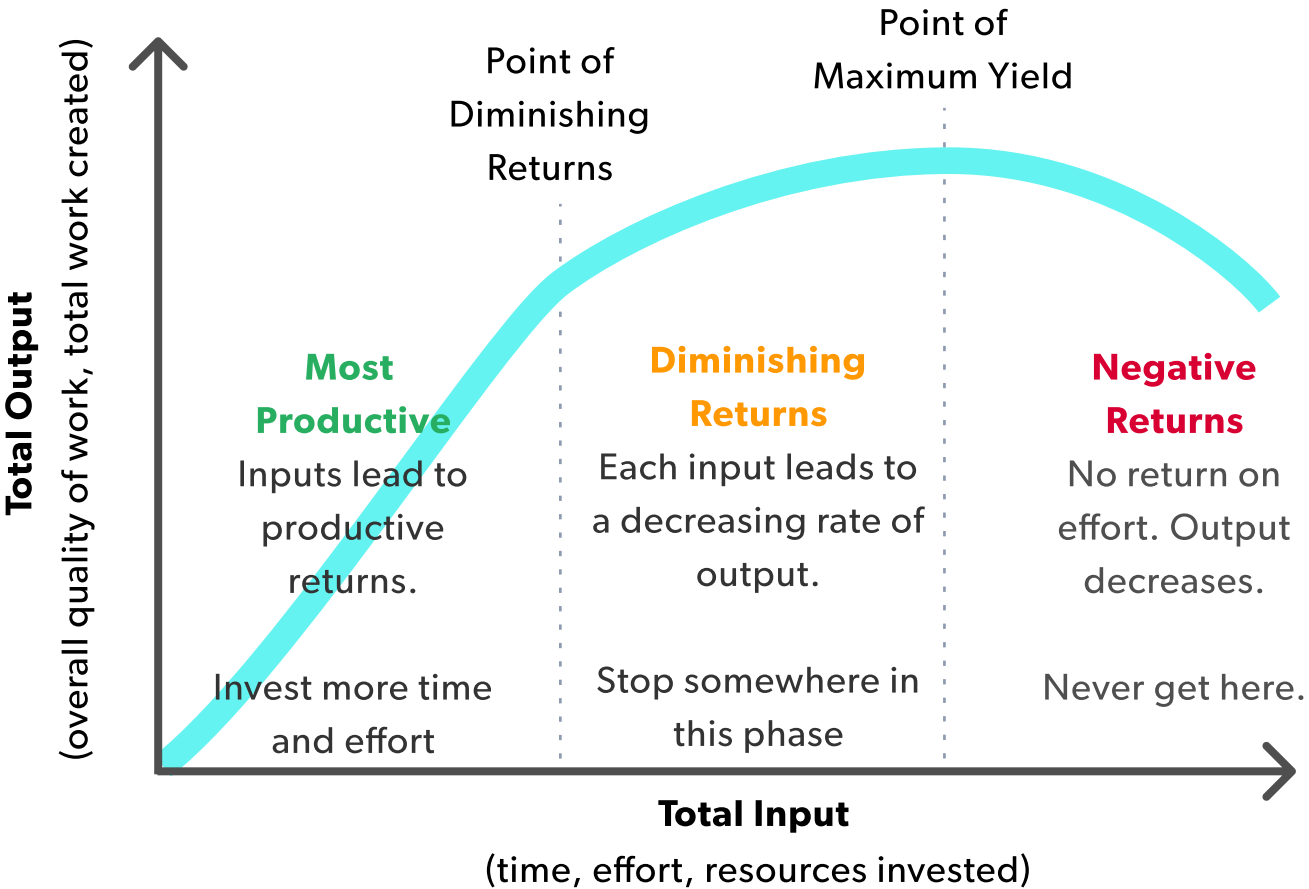 Point of
Maximum Yield
Point of
Diminishing
Returns
Total Output
(overall quality of work, total work created)
Most
Productive
Inputs lead to
productive
returns.
Invest more time
and effort
Diminishing
Returns
Each input leads to
a decreasing rate of
output.
Stop somewhere in
this phase
Negative
Returns
No return on
effort. Output
decreases.
Never get here.
Total Input
(time, effort, resources invested)